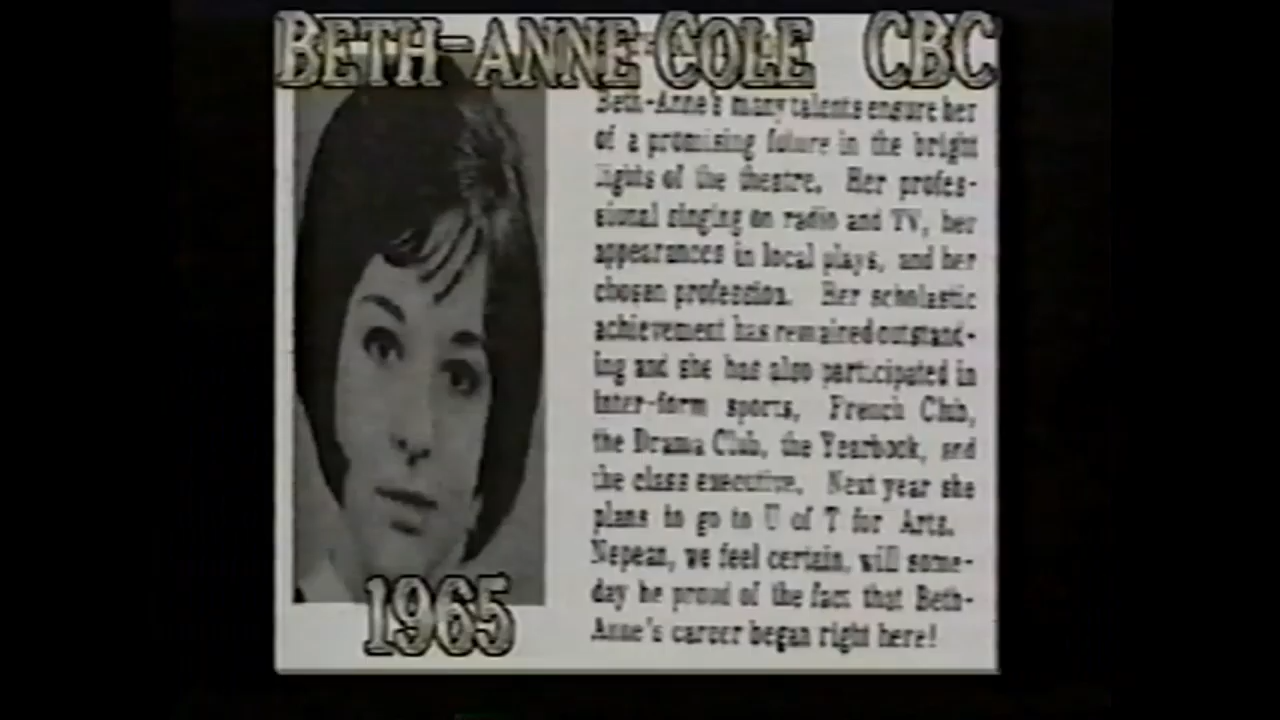 BETH-ANNE COLE CBC
Beth-Anne's many talents ensure her
of a promising future in the bright
lights of the theatre. Her profes-
sional singing on radio and TV, her
appearances in local plays, and her
chosen profession. Her scholastic
achievement has remained outstand-
ing and she has also participated in
inter-form sports, French Club,
the Drama Club, the Yearbook, and
the class executive. Next year she
plans to go to U of T for Arts.
Nepean, we feel certain, will some-
day be proud of the fact that Beth-
Anne's career began right here!
1965